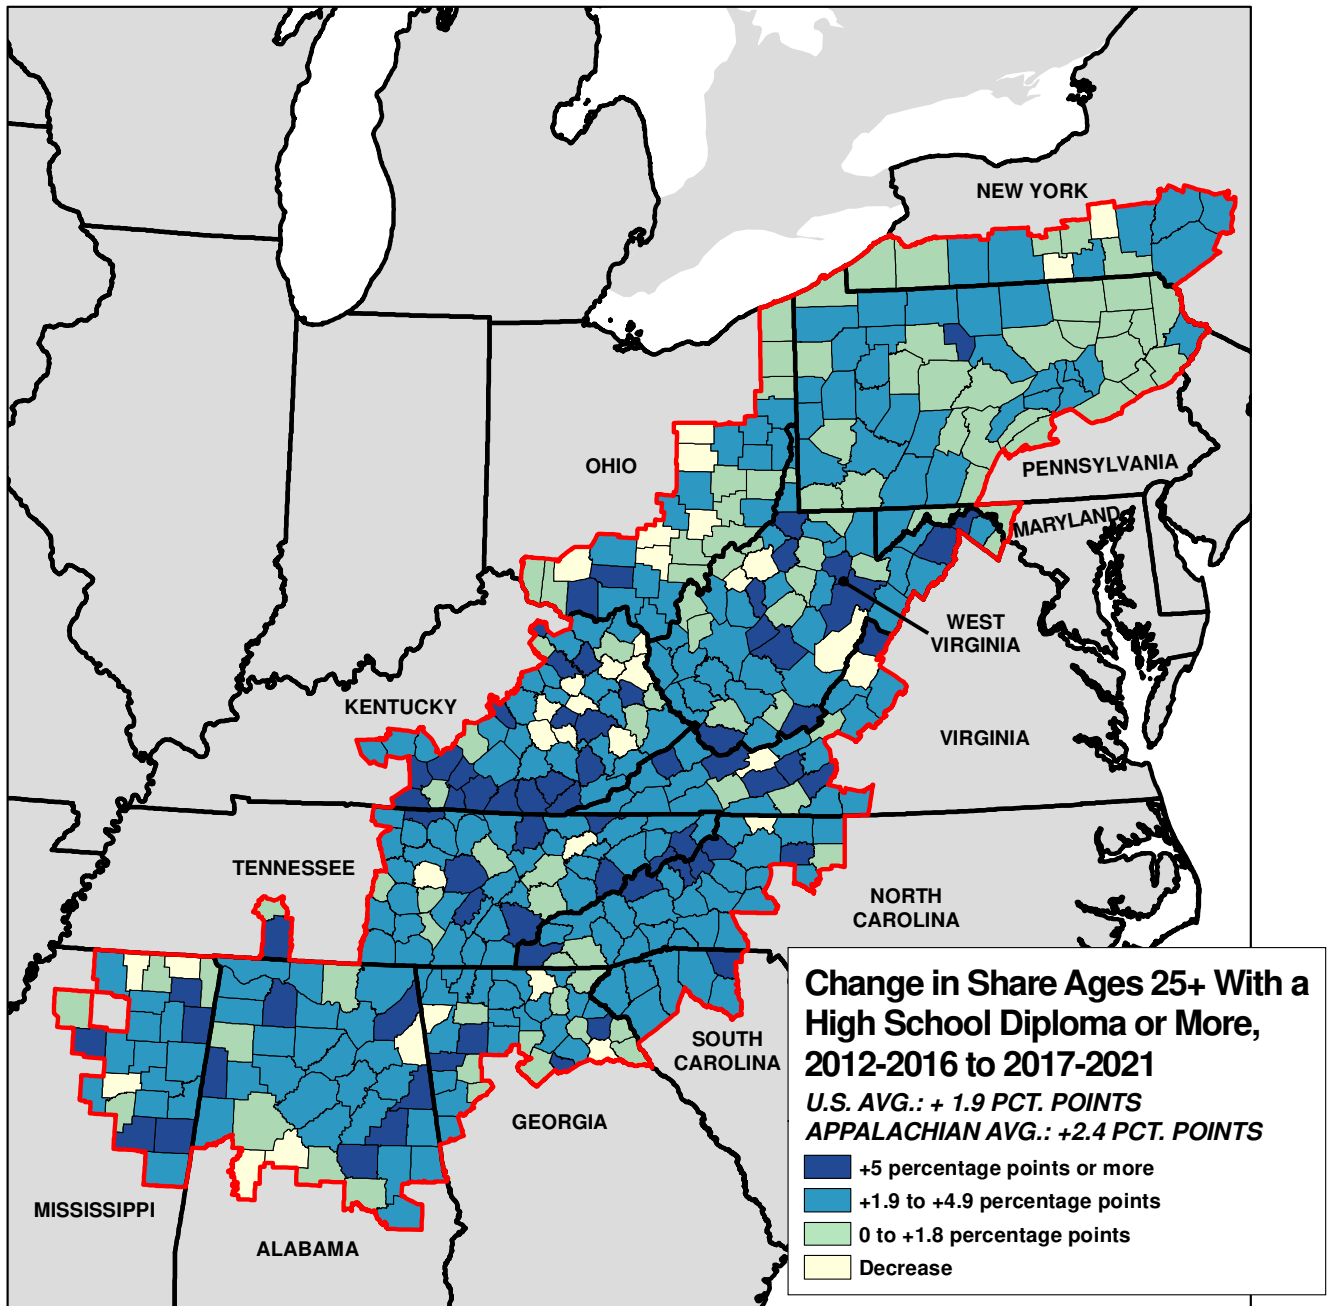 NEW YORK
OHIO
PENNSYLVANIA
MARYLAND
WEST
VIRGINIA
KENTUCKY
VIRGINIA
TENNESSEE
NORTH
CAROLINA
SOUTH
CAROLINA
GEORGIA
MISSISSIPPI
ALABAMA
Change in Share Ages 25+ With a
High School Diploma or More,
2012-2016 to 2017-2021
U.S. AVG.: + 1.9 PCT. POINTS
APPALACHIAN AVG.: +2.4 PCT. POINTS
+5 percentage points or more
+1.9 to +4.9 percentage points
0 to +1.8 percentage points
Decrease